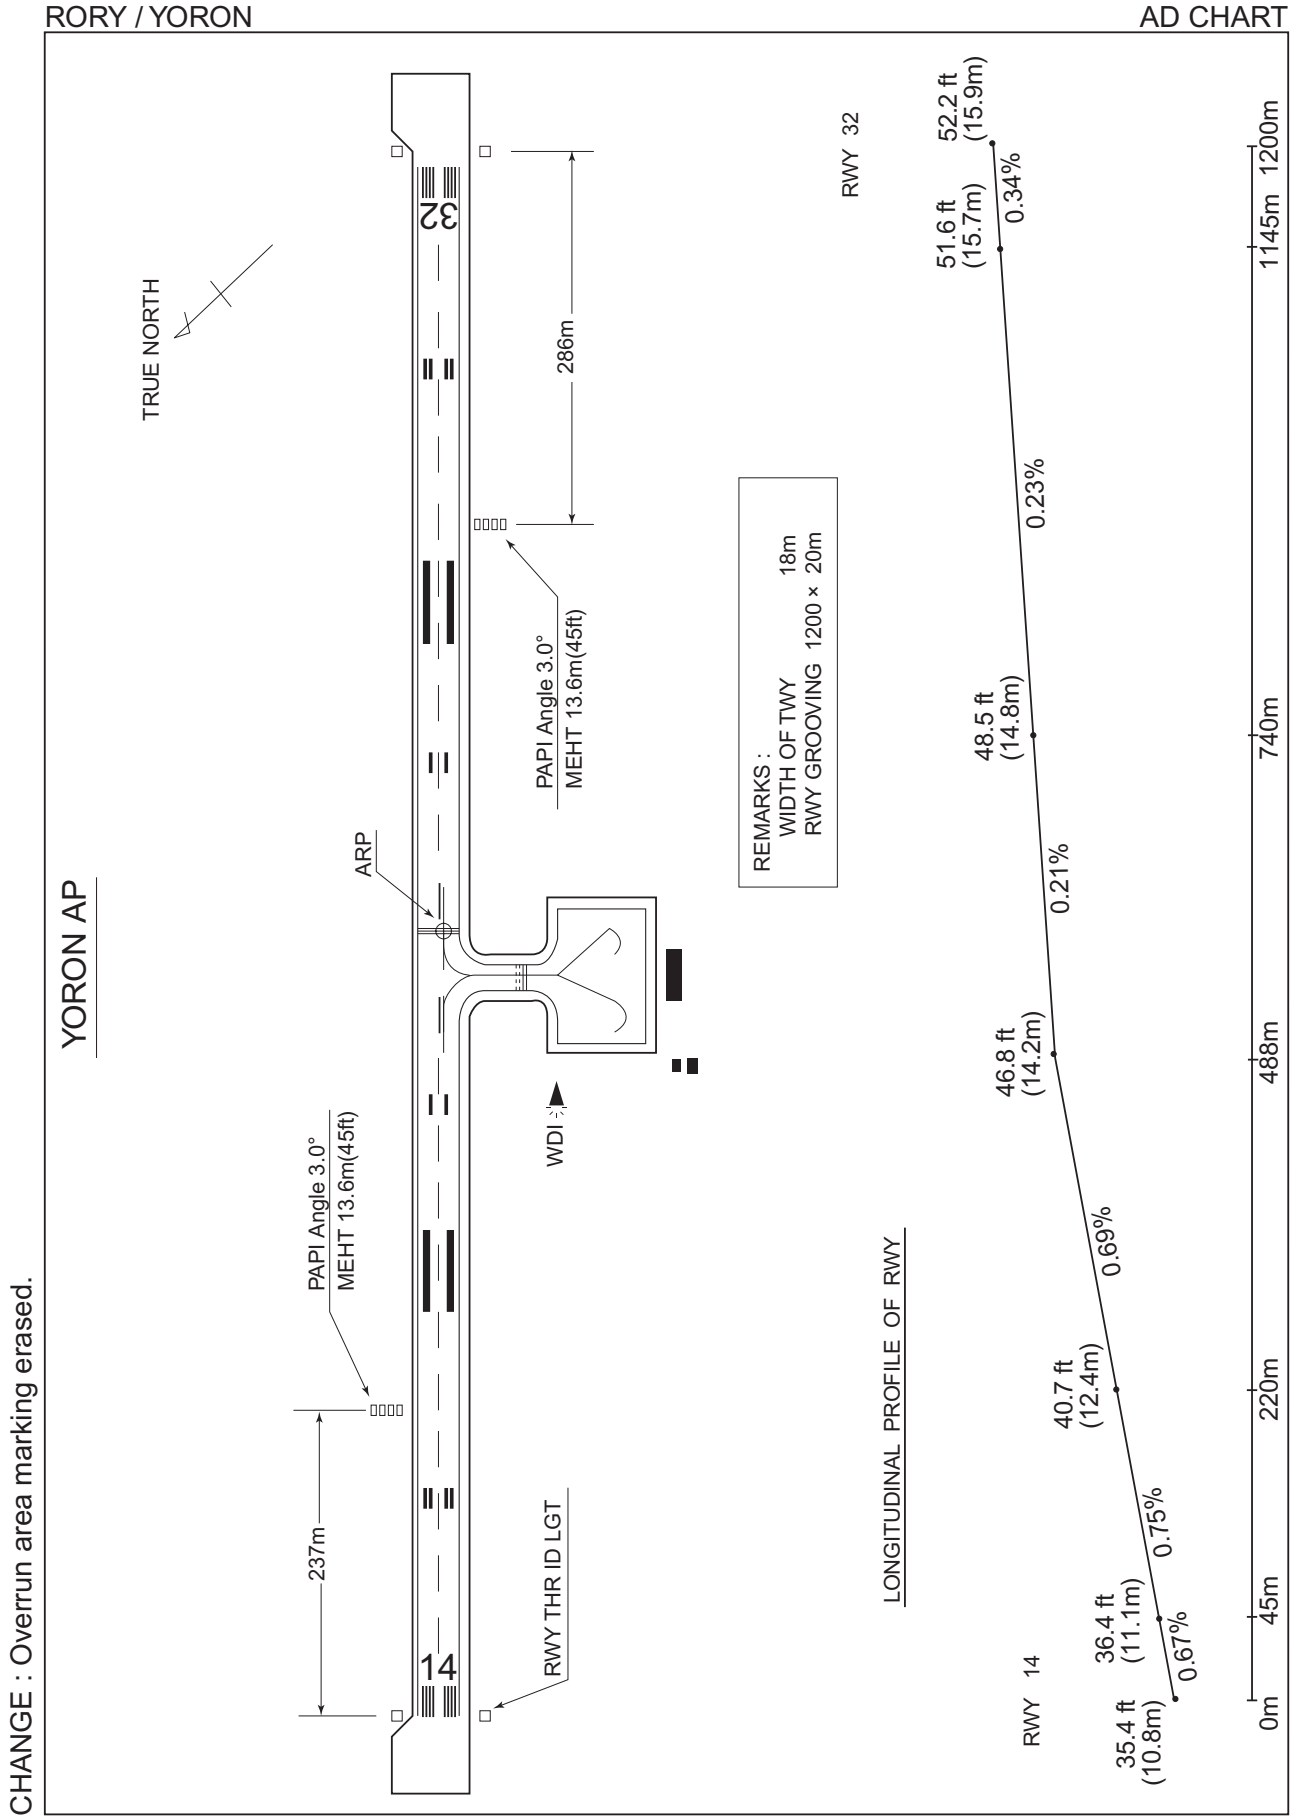 RORY / YORON
AD CHART
CHANGE : Overrun area marking erased.
YORON AP
TRUE NORTH
237m
PAPI Angle 3.0°
MEHT 13.6m(45ft)
ARP
14
32
RWY THR ID LGT
WDI
PAPI Angle 3.0°
MEHT 13.6m(45ft)
286m
REMARKS :
WIDTH OF TWY 18m
RWY GROOVING 1200 × 20m
LONGITUDINAL PROFILE OF RWY
RWY 14
RWY 32
35.4 ft
(10.8m)
36.4 ft
(11.1m)
40.7 ft
(12.4m)
46.8 ft
(14.2m)
48.5 ft
(14.8m)
51.6 ft
(15.7m)
52.2 ft
(15.9m)
0.67%
0.75%
0.69%
0.21%
0.23%
0.34%
0m
45m
220m
488m
740m
1145m
1200m